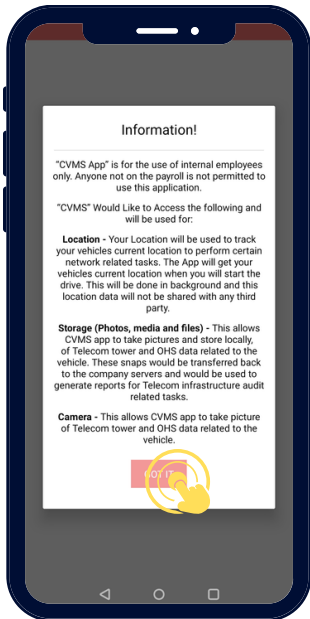 Information!
“CVMS App” is for the use of internal employees
only. Anyone not on the payroll is not permitted to
use this application.
“CVMS” Would Like to Access the following and
will be used for:
Location - Your Location will be used to track
your vehicles current location to perform certain
network related tasks. The App will get your
vehicles current location when you will start the
drive. This will be done in background and this
location data will not be shared with any third
party.
Storage (Photos, media and files) - This allows
CVMS app to take pictures and store locally,
of Telecom tower and OHS data related to the
vehicle. These snaps would be transferred back
to the company servers and would be used to
generate reports for Telecom infrastructure audit
related tasks.
Camera - This allows CVMS app to take picture
of Telecom tower and OHS data related to the
vehicle.
GOT IT